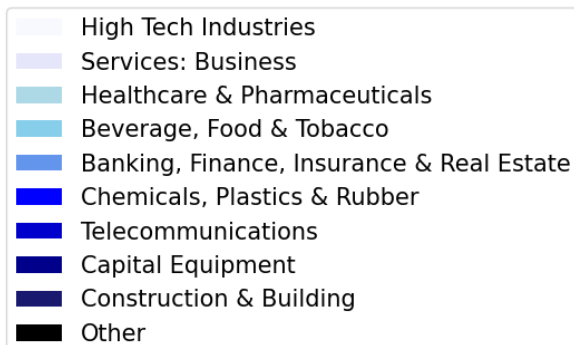 High Tech Industries
Services: Business
Healthcare & Pharmaceuticals
Beverage, Food & Tobacco
Banking, Finance, Insurance & Real Estate
Chemicals, Plastics & Rubber
Telecommunications
Capital Equipment
Construction & Building
Other